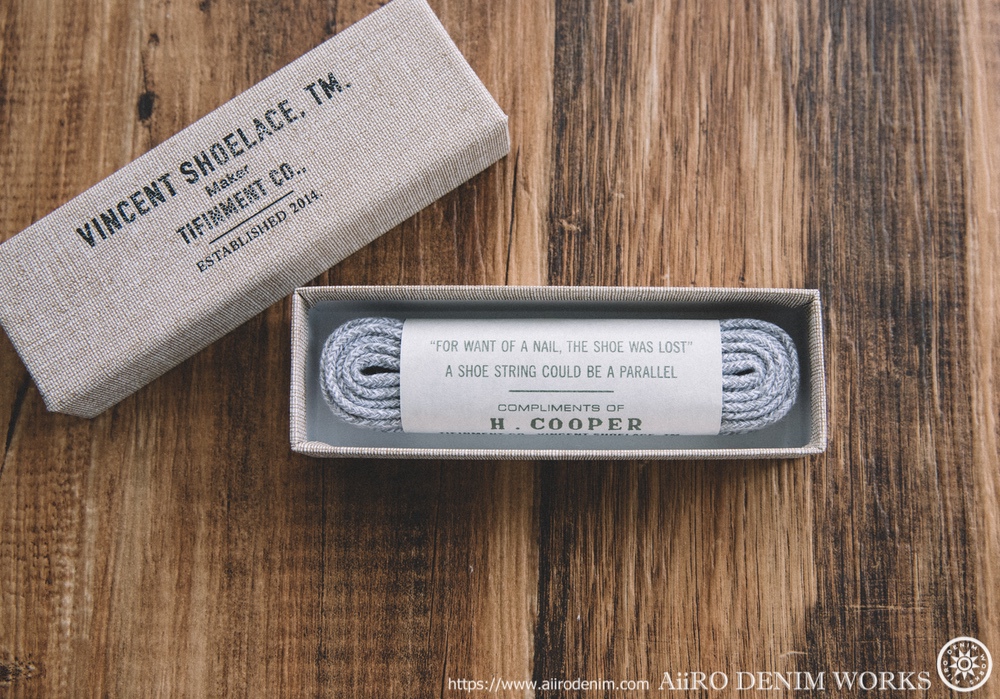 VINCENT SHOELACE, TM.
Maker
TIFINMENT CO.,
ESTABLISHED 2014.
"FOR WANT OF A NAIL, THE SHOE WAS LOST"
A SHOE STRING COULD BE A PARALLEL
COMPLIMENTS OF
H. COOPER
https://www.aiirodenim.com AiiRO DENIM WORKS